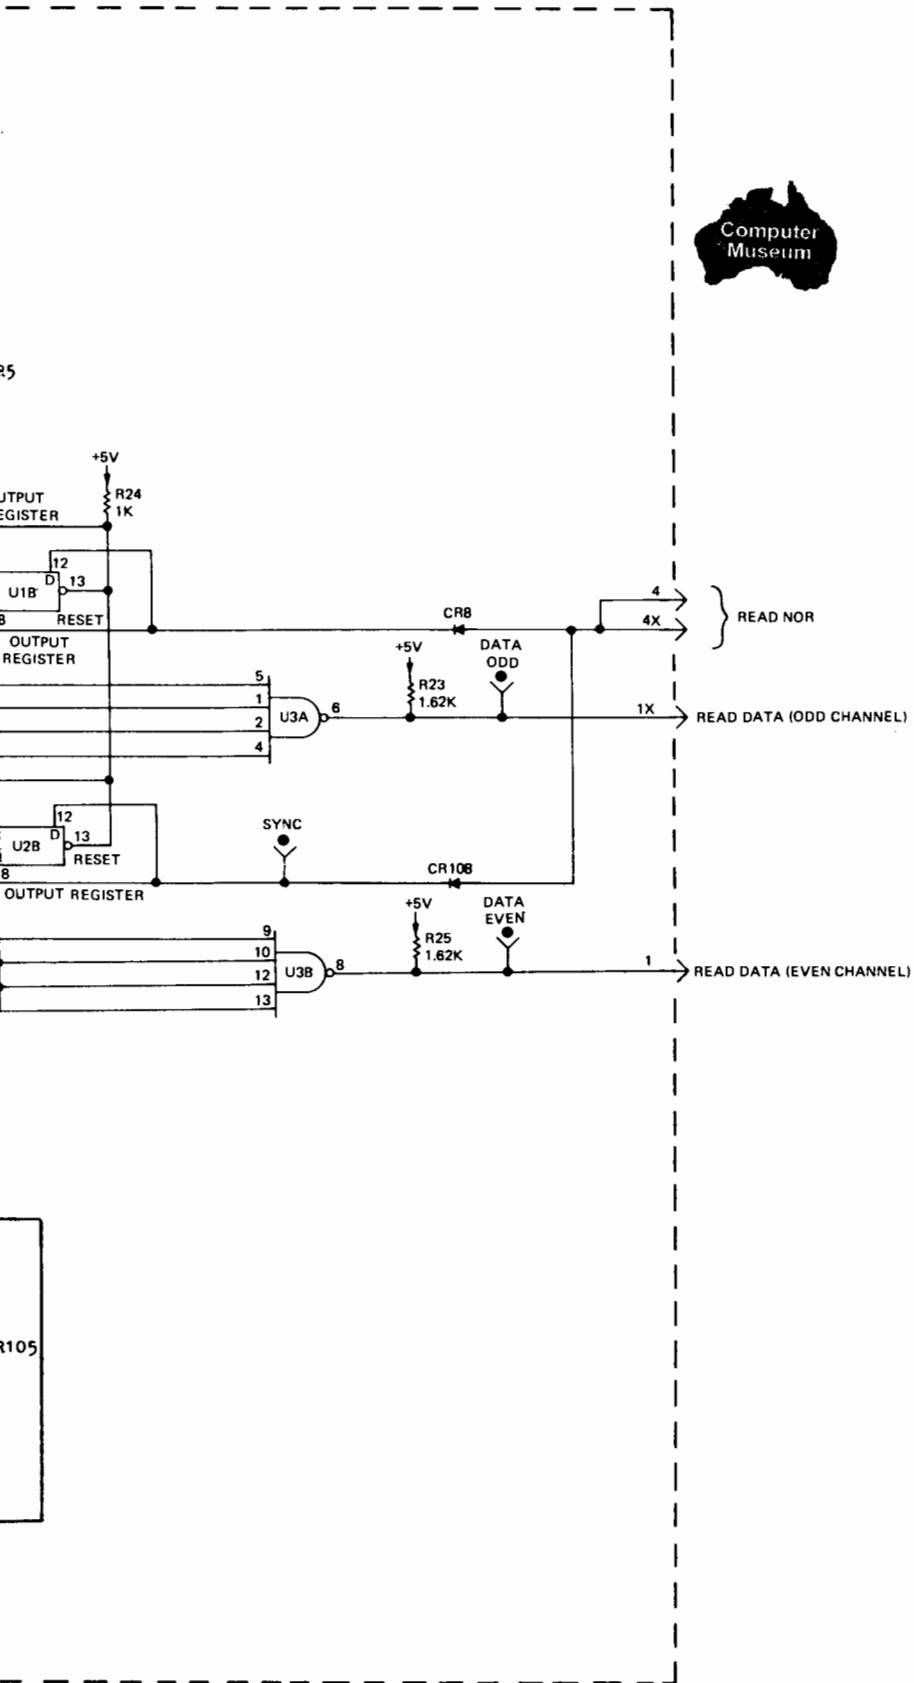 Computer
Museum
R5
+5V
R24
1K
UTPUT
EGISTER
12
D
13
U1B
8
RESET
OUTPUT
REGISTER
4
READ NOR
4X
CR8
+5V
DATA
ODD
R23
1.62K
5
1
2
4
U3A
6
1X
READ DATA (ODD CHANNEL)
12
D
13
U2B
8
RESET
OUTPUT REGISTER
SYNC
CR108
+5V
DATA
EVEN
R25
1.62K
9
10
12
13
U3B
8
1
READ DATA (EVEN CHANNEL)
R105